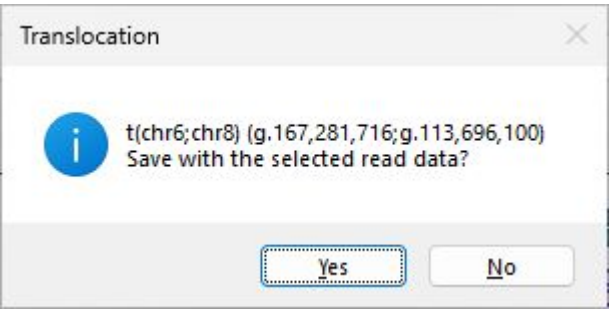 Translocation
t(chr6;chr8) (g.167,281,716;g.113,696,100)
Save with the selected read data?
Yes
No